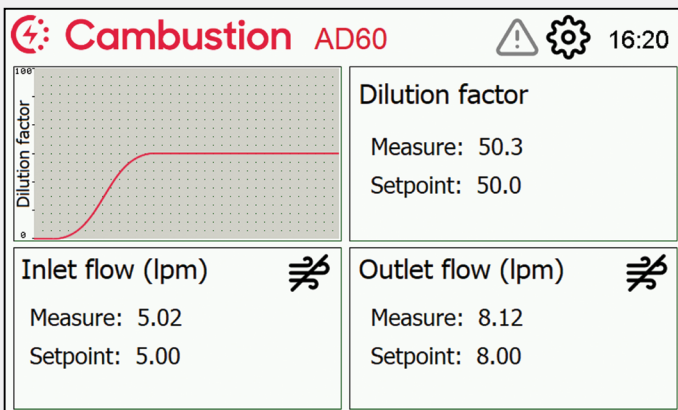 Cambustion AD60
16:20
100
Dilution factor
0
Dilution factor
Measure: 50.3
Setpoint: 50.0
Inlet flow (lpm)
Measure: 5.02
Setpoint: 5.00
Outlet flow (lpm)
Measure: 8.12
Setpoint: 8.00